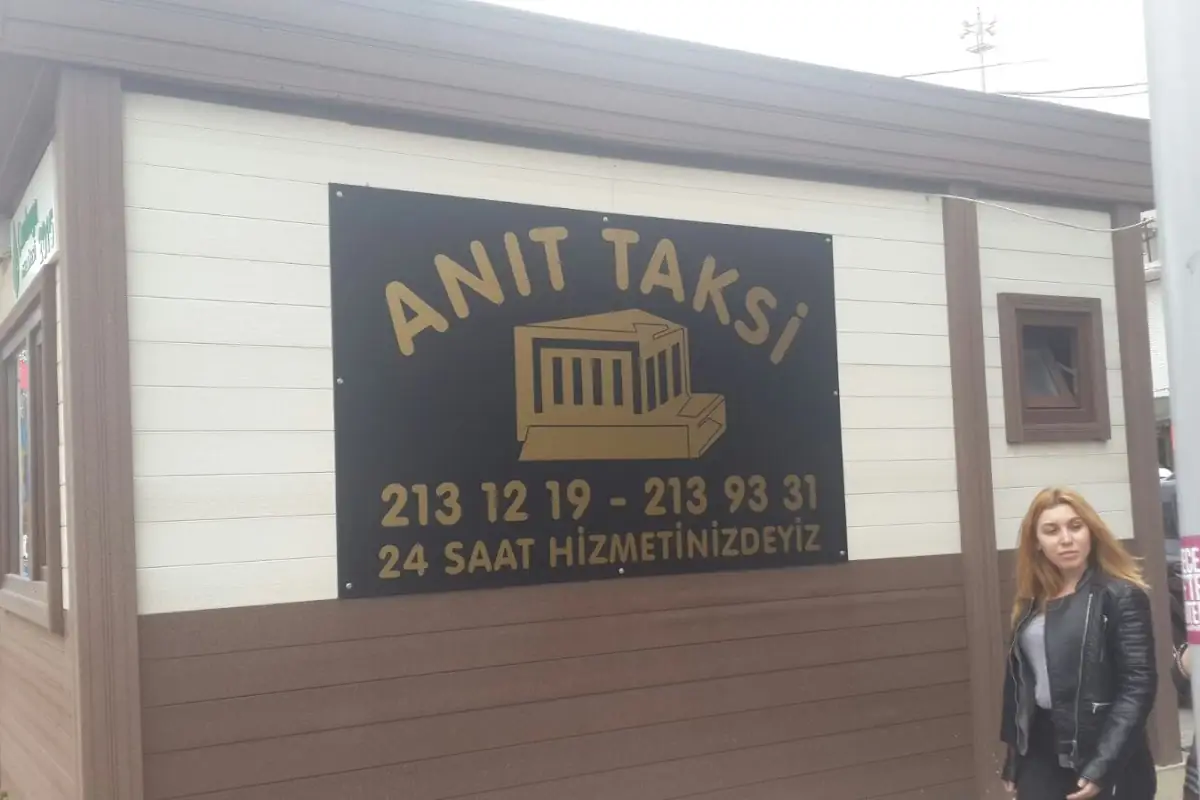 ANIT TAKSİ
213 12 19 - 213 93 31
24 SAAT HİZMETİNİZDEYİZ